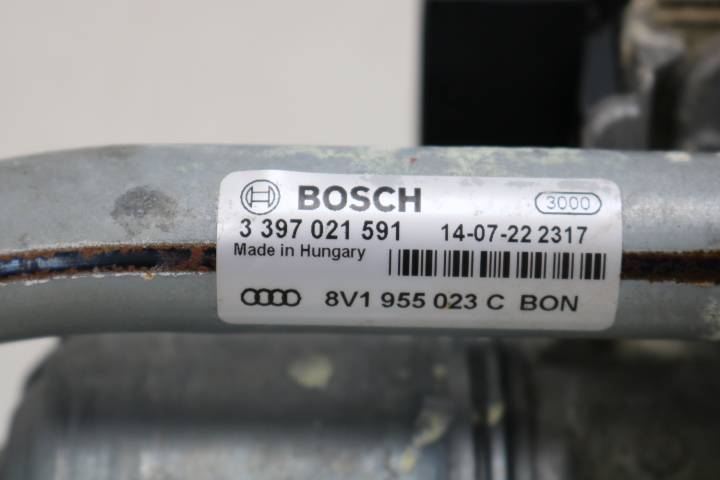 BOSCH 3000
3 397 021 591 14-07-22 2317
Made in Hungary
8V1 955 023 C BON